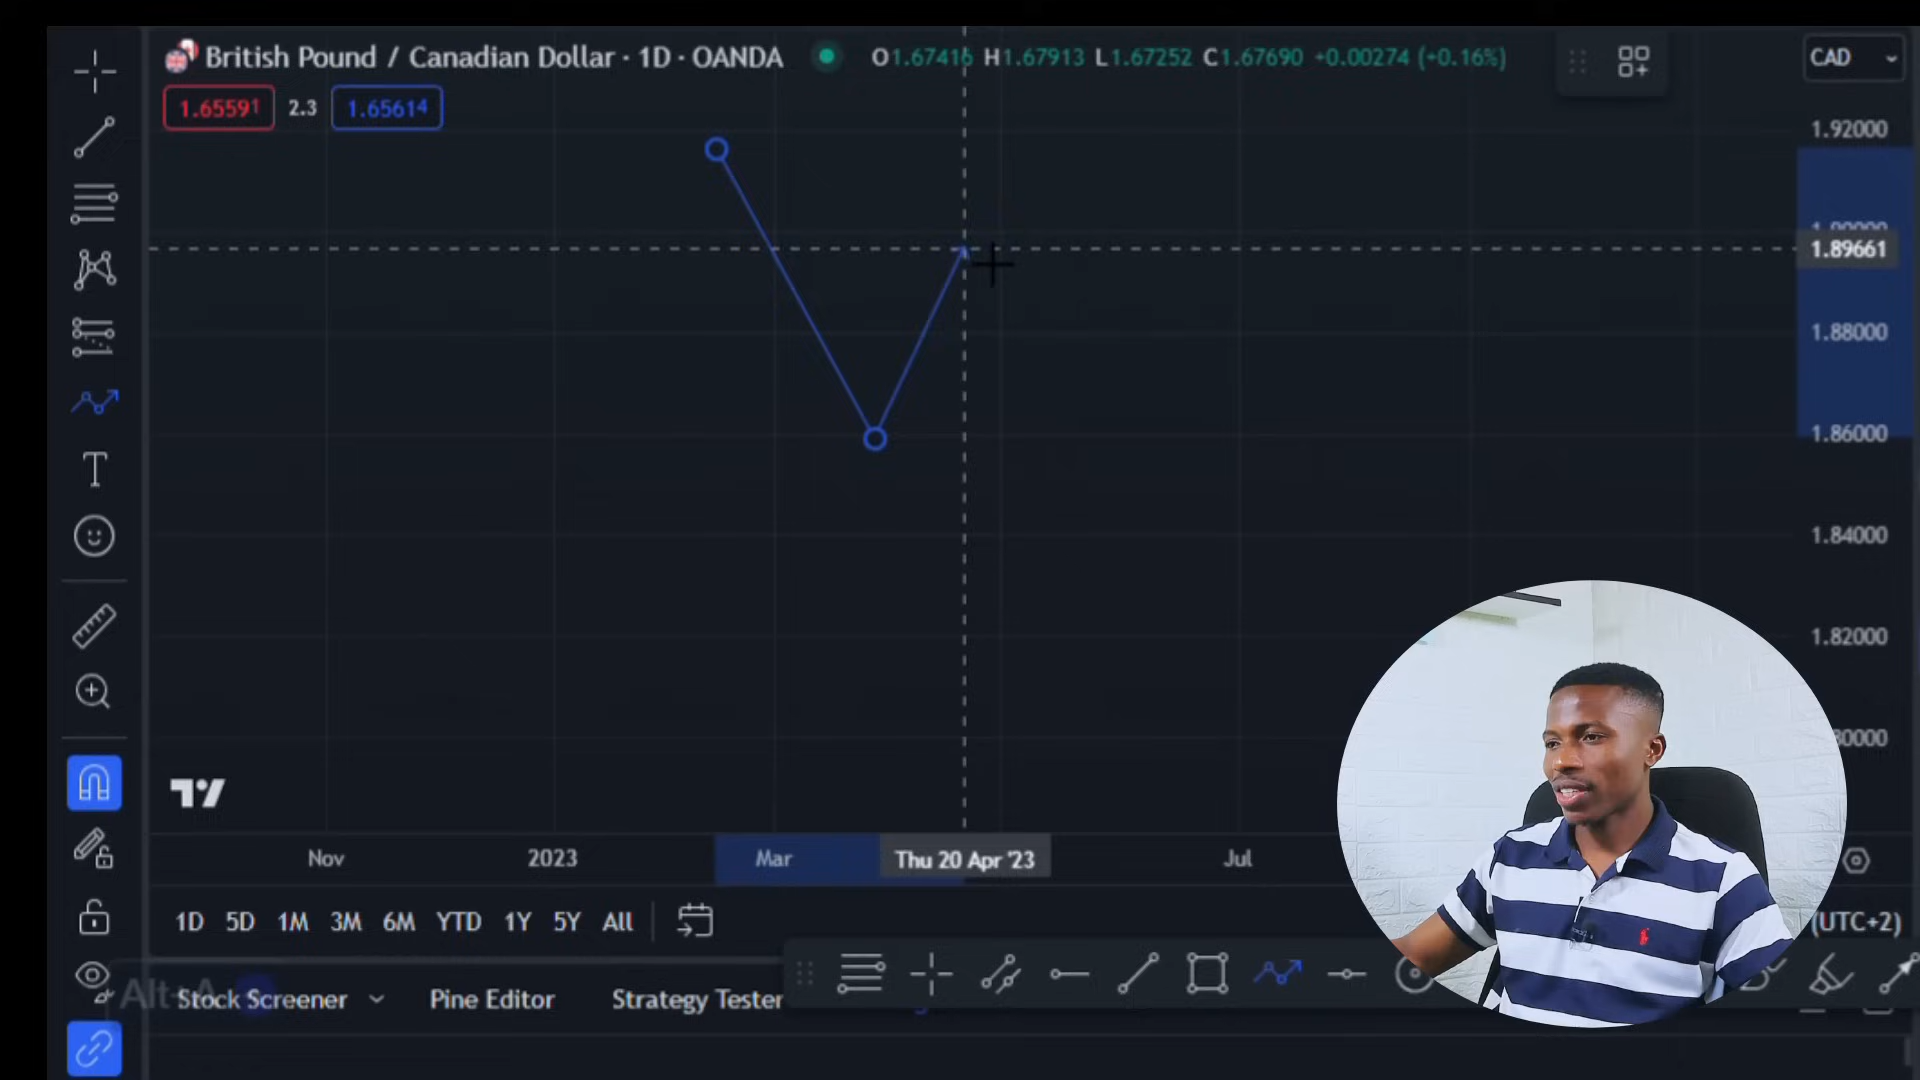 British Pound / Canadian Dollar · 1D · OANDA O1.67416 H1.67913 L1.67252 C1.67690 +0.00274 (+0.16%) CAD
1.65591 2.3 1.65614
1.92000
1.89661
1.88000
1.86000
1.84000
1.82000
Nov 2023 Mar Thu 20 Apr '23 Jul
1D 5D 1M 3M 6M YTD 1Y 5Y All (UTC+2)
Stock Screener Pine Editor Strategy Tester